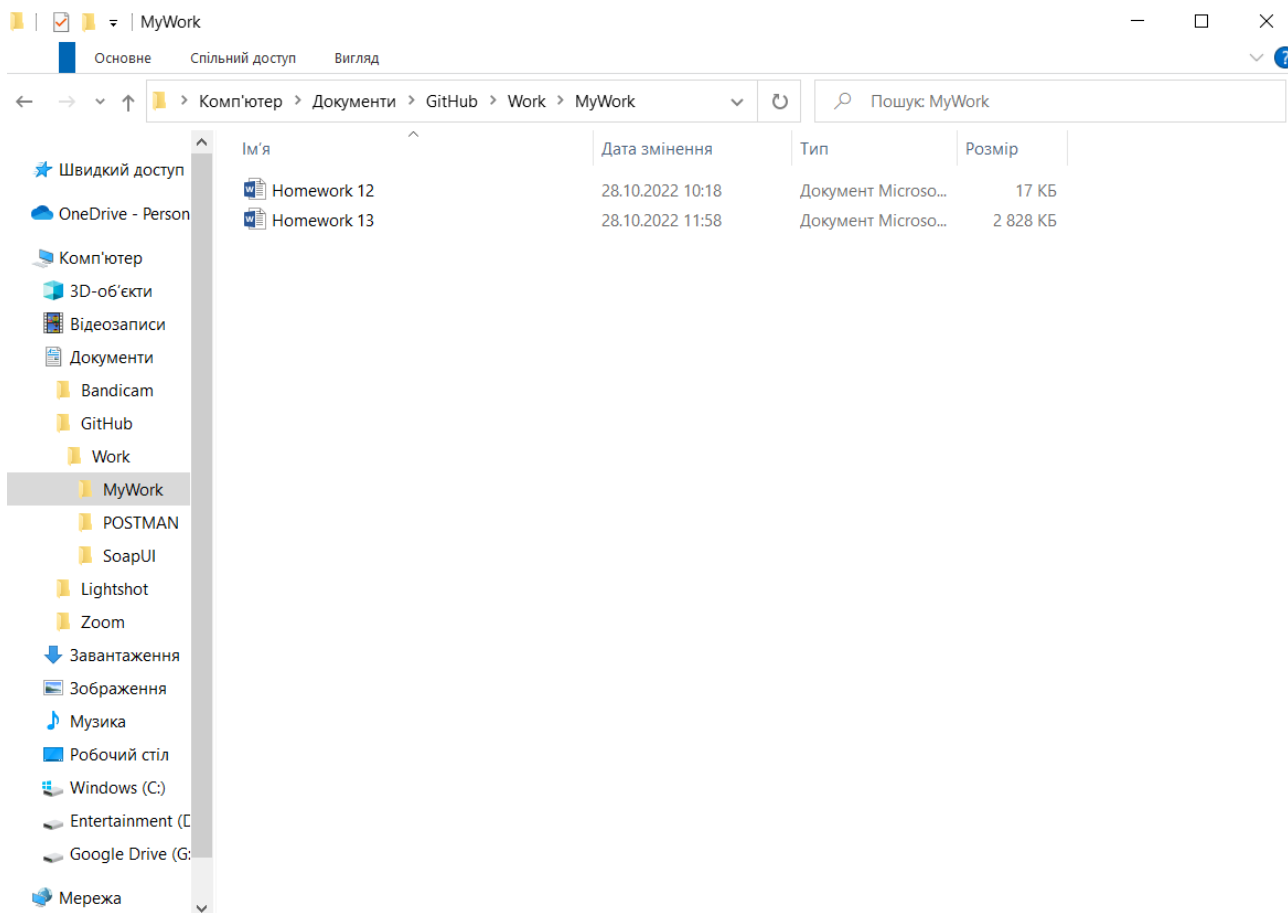 MyWork
Основне Спільний доступ Вигляд
Комп'ютер > Документи > GitHub > Work > MyWork
Пошук: MyWork
Ім'я Дата змінення Тип Розмір
Homework 12 28.10.2022 10:18 Документ Microso... 17 КБ
Homework 13 28.10.2022 11:58 Документ Microso... 2 828 КБ
Швидкий доступ
OneDrive - Person
Комп'ютер
3D-об'єкти
Відеозаписи
Документи
Bandicam
GitHub
Work
MyWork
POSTMAN
SoapUI
Lightshot
Zoom
Завантаження
Зображення
Музика
Робочий стіл
Windows (C:)
Entertainment (D
Google Drive (G:
Мережа